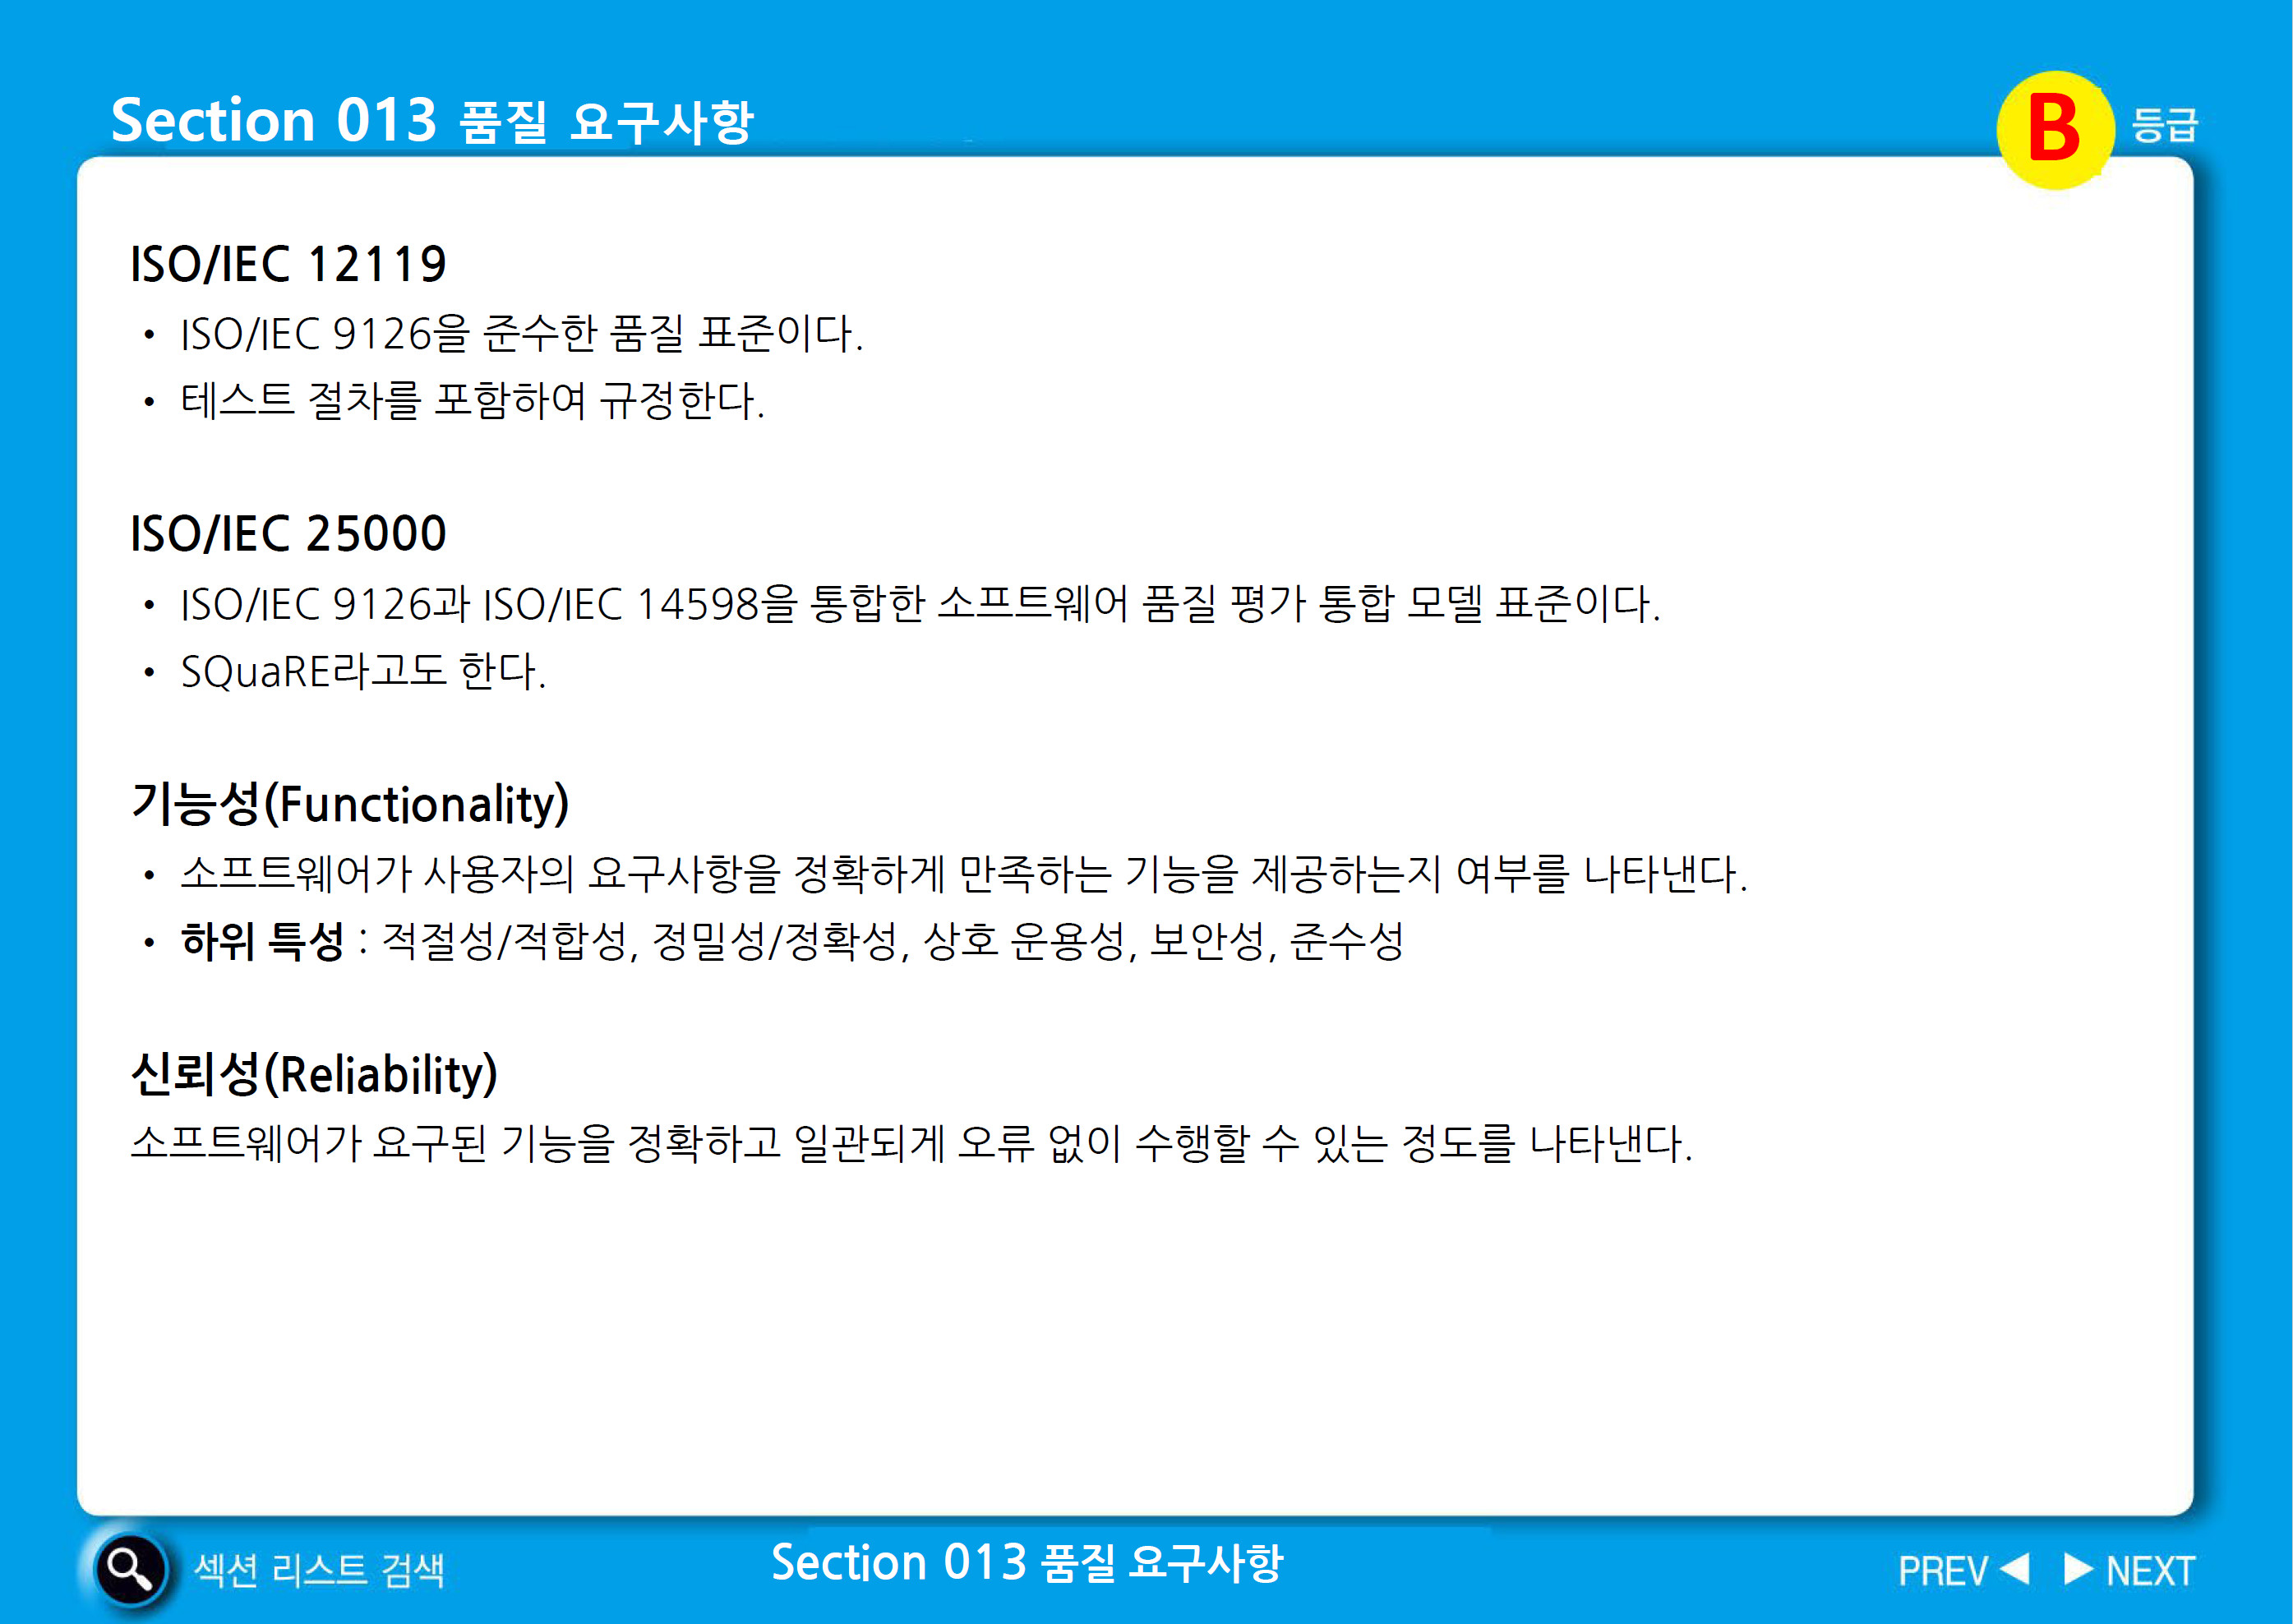 Section 013 품질 요구사항
B 등급
ISO/IEC 12119
• ISO/IEC 9126을 준수한 품질 표준이다.
• 테스트 절차를 포함하여 규정한다.
ISO/IEC 25000
• ISO/IEC 9126과 ISO/IEC 14598을 통합한 소프트웨어 품질 평가 통합 모델 표준이다.
• SQuaRE라고도 한다.
기능성(Functionality)
• 소프트웨어가 사용자의 요구사항을 정확하게 만족하는 기능을 제공하는지 여부를 나타낸다.
• 하위 특성 : 적절성/적합성, 정밀성/정확성, 상호 운용성, 보안성, 준수성
신뢰성(Reliability)
소프트웨어가 요구된 기능을 정확하고 일관되게 오류 없이 수행할 수 있는 정도를 나타낸다.
섹션 리스트 검색
Section 013 품질 요구사항
PREV ◀ ▶ NEXT